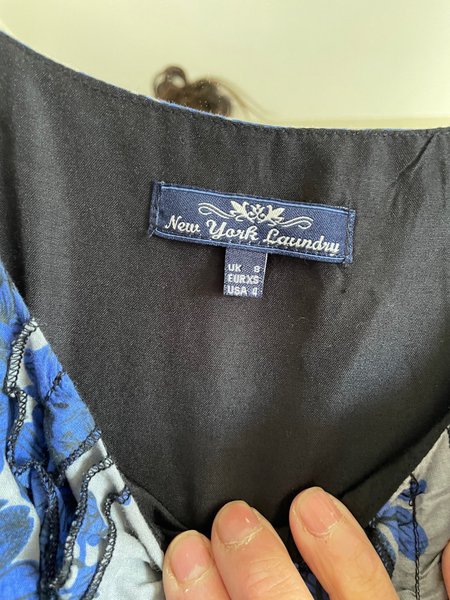 New York Laundry
UK 8
EUR XS
USA 4